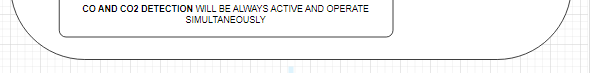 CO AND CO2 DETECTION WILL BE ALWAYS ACTIVE AND OPERATE
SIMULTANEOUSLY